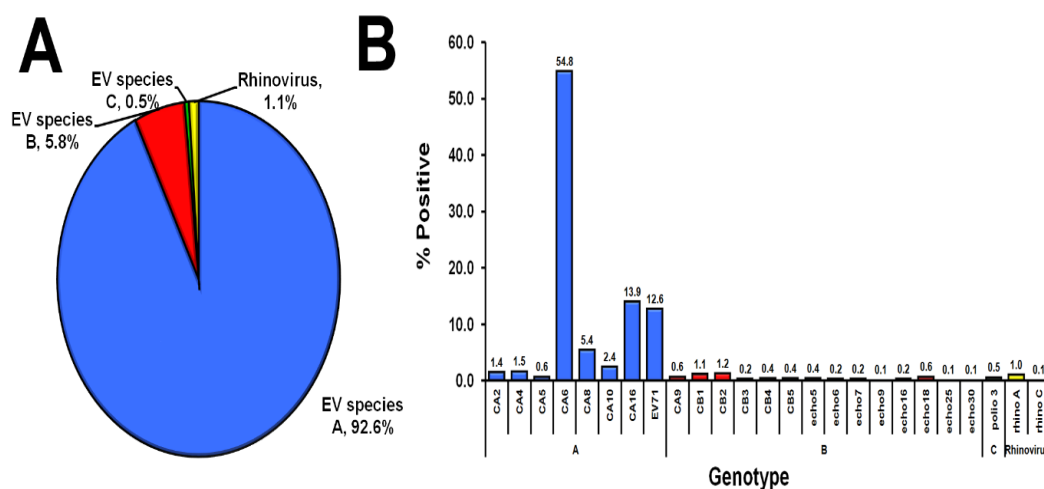 A
EV species
C, 0.5%
Rhinovirus,
1.1%
EV species
B, 5.8%
EV species
A, 92.6%
B
% Positive
60.0
50.0
40.0
30.0
20.0
10.0
0.0
1.4
1.5
0.6
54.8
5.4
2.4
13.9
12.6
0.6
1.1
1.2
0.2
0.4
0.4
0.4
0.2
0.2
0.1
0.2
0.6
0.1
0.1
0.5
1.0
0.1
CA2
CA4
CA5
CA6
CA8
CA10
CA16
EV71
CA9
CB1
CB2
CB3
CB4
CB5
echo5
echo6
echo7
echo9
echo16
echo18
echo25
echo30
polio 3
rhino A
rhino C
A
B
C
Rhinoviru
Genotype